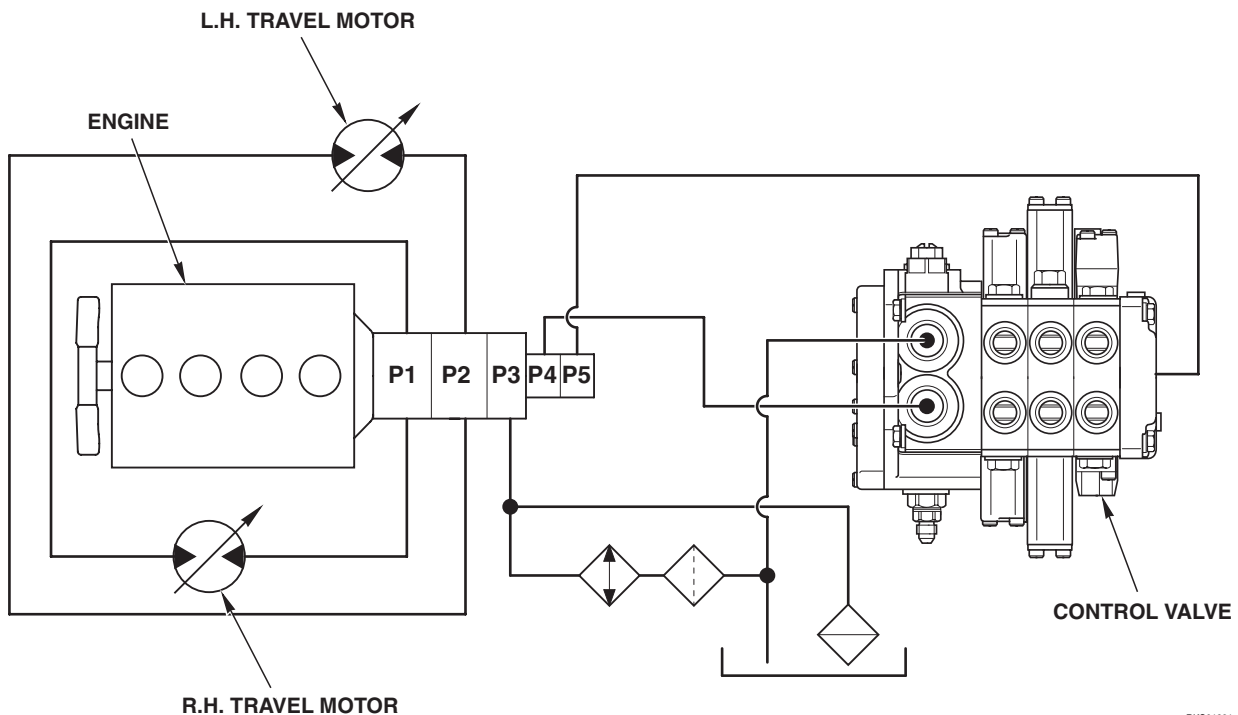 L.H. TRAVEL MOTOR
ENGINE
P1 P2 P3 P4 P5
CONTROL VALVE
R.H. TRAVEL MOTOR